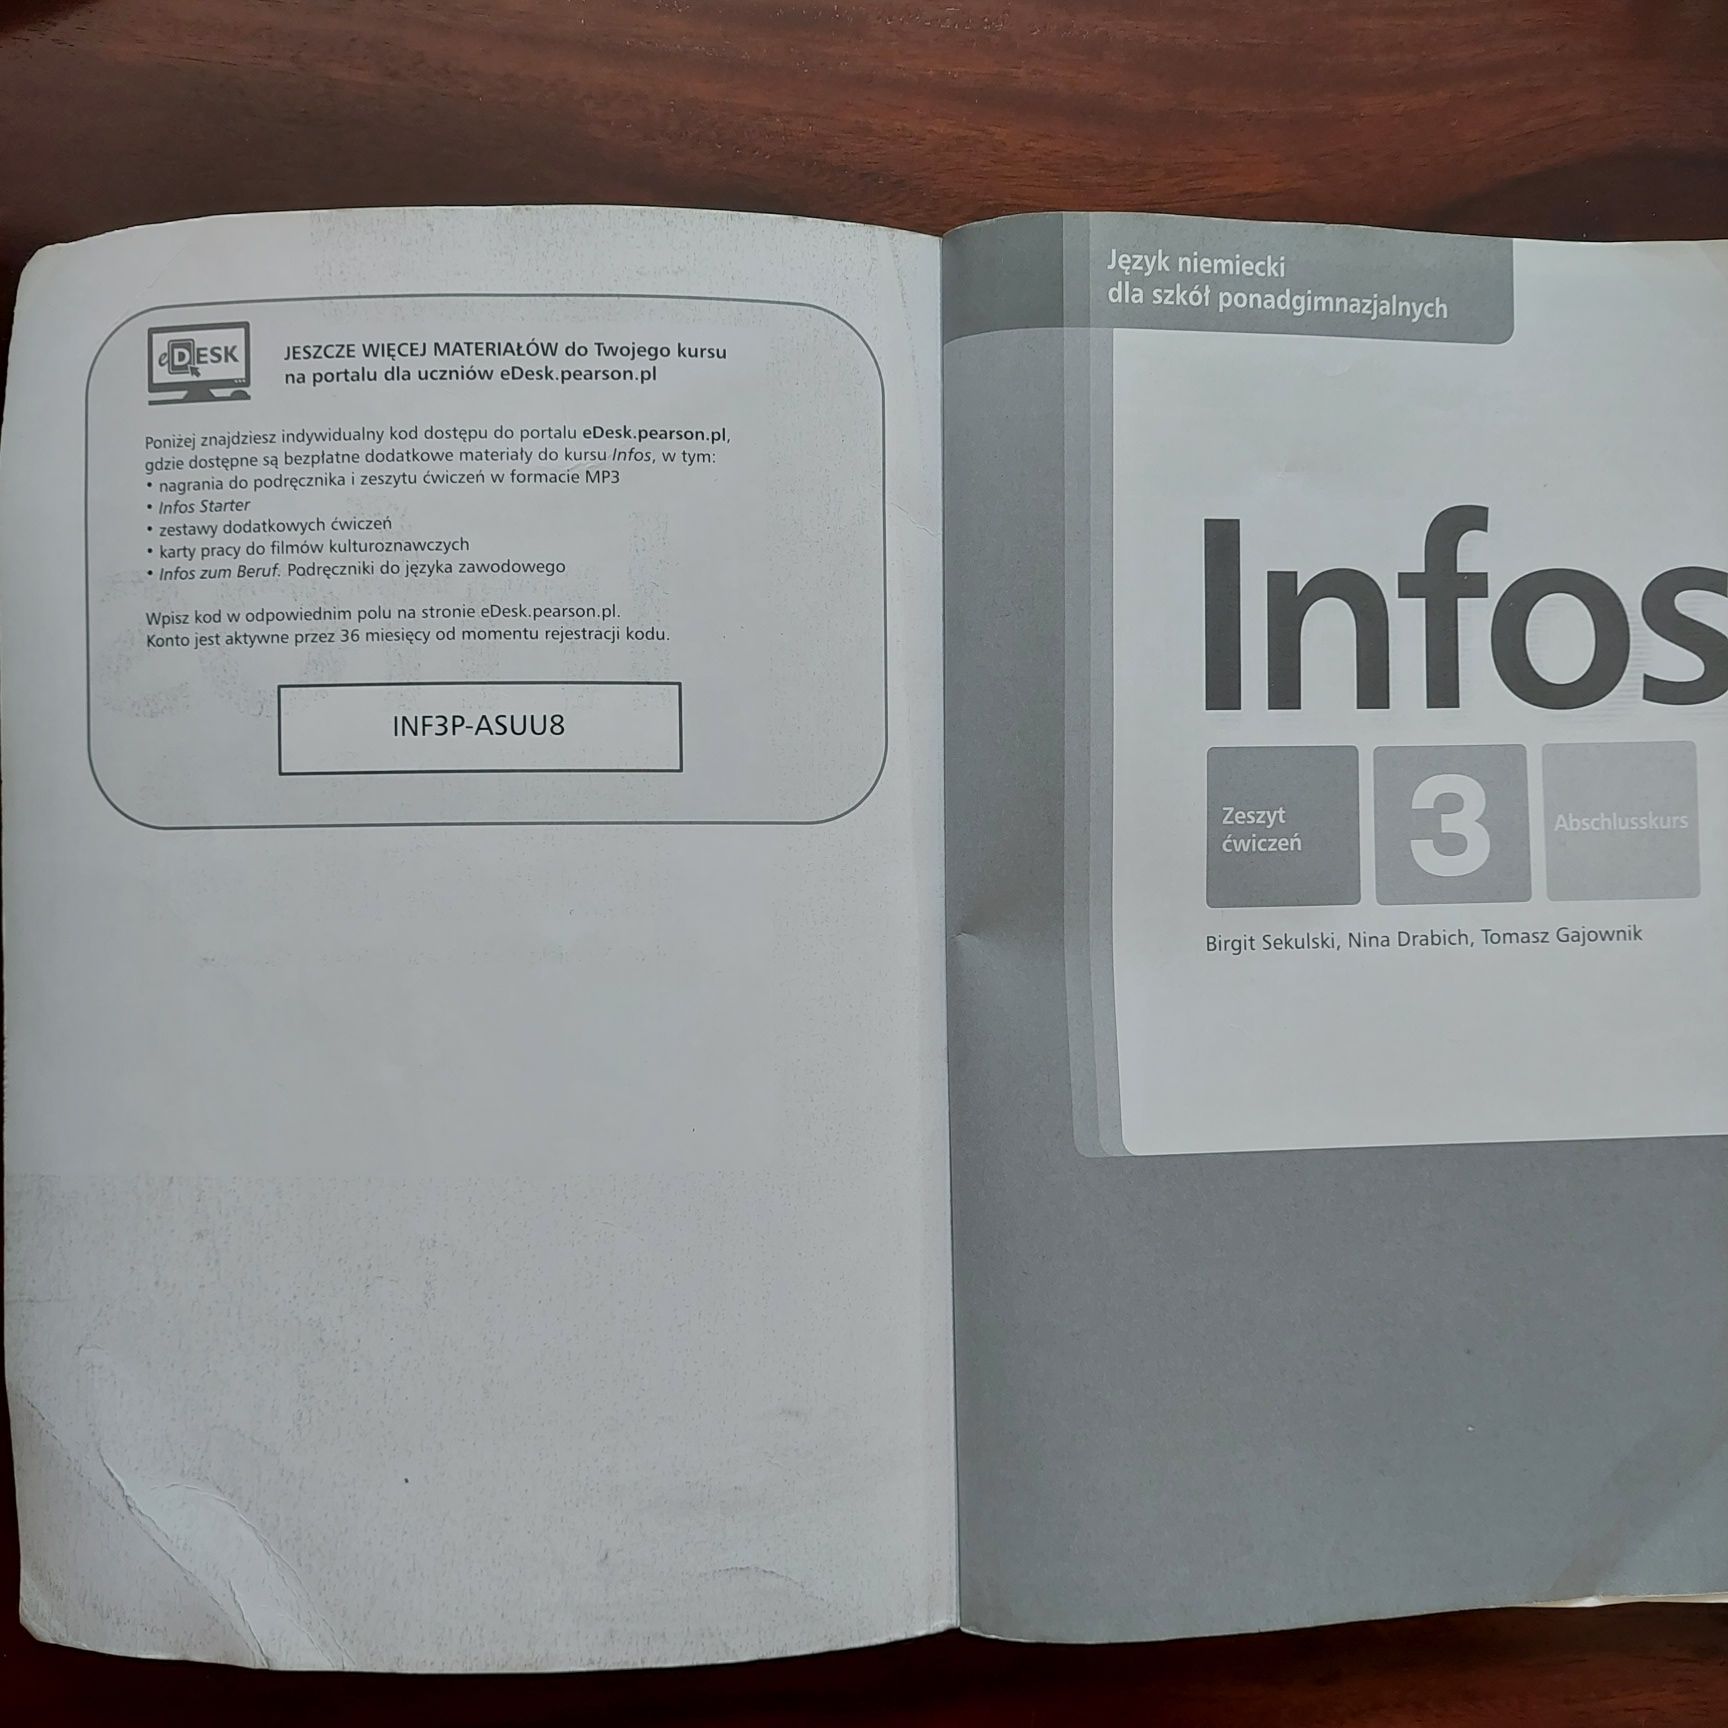 eDESK
JESZCZE WIĘCEJ MATERIAŁÓW do Twojego kursu
na portalu dla uczniów eDesk.pearson.pl
Poniżej znajdziesz indywidualny kod dostępu do portalu eDesk.pearson.pl,
gdzie dostępne są bezpłatne dodatkowe materiały do kursu Infos, w tym:
• nagrania do podręcznika i zeszytu ćwiczeń w formacie MP3
• Infos Starter
• zestawy dodatkowych ćwiczeń
• karty pracy do filmów kulturoznawczych
• Infos zum Beruf. Podręczniki do języka zawodowego
Wpisz kod w odpowiednim polu na stronie eDesk.pearson.pl.
Konto jest aktywne przez 36 miesięcy od momentu rejestracji kodu.
INF3P-ASUU8
Język niemiecki
dla szkół ponadgimnazjalnych
Infos
Zeszyt
ćwiczeń
3
Abschlusskurs
Birgit Sekulski, Nina Drabich, Tomasz Gajownik